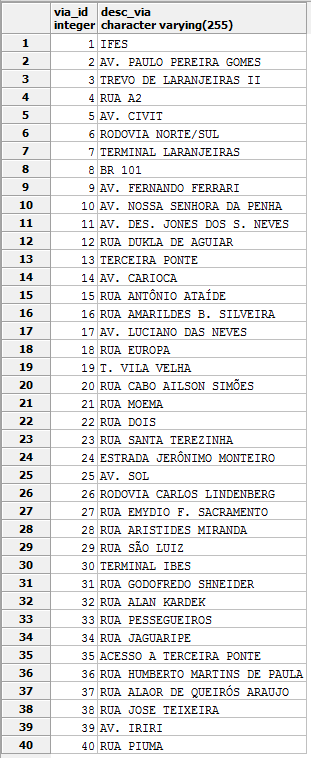 via_id desc_via
integer character varying(255)
1 1 IFES
2 2 AV. PAULO PEREIRA GOMES
3 3 TREVO DE LARANJEIRAS II
4 4 RUA A2
5 5 AV. CIVIT
6 6 RODOVIA NORTE/SUL
7 7 TERMINAL LARANJEIRAS
8 8 BR 101
9 9 AV. FERNANDO FERRARI
10 10 AV. NOSSA SENHORA DA PENHA
11 11 AV. DES. JONES DOS S. NEVES
12 12 RUA DUKLA DE AGUIAR
13 13 TERCEIRA PONTE
14 14 AV. CARIOCA
15 15 RUA ANTÔNIO ATAÍDE
16 16 RUA AMARILDES B. SILVEIRA
17 17 AV. LUCIANO DAS NEVES
18 18 RUA EUROPA
19 19 T. VILA VELHA
20 20 RUA CABO AILSON SIMÕES
21 21 RUA MOEMA
22 22 RUA DOIS
23 23 RUA SANTA TEREZINHA
24 24 ESTRADA JERÔNIMO MONTEIRO
25 25 AV. SOL
26 26 RODOVIA CARLOS LINDENBERG
27 27 RUA EMYDIO F. SACRAMENTO
28 28 RUA ARISTIDES MIRANDA
29 29 RUA SÃO LUIZ
30 30 TERMINAL IBES
31 31 RUA GODOFREDO SHNEIDER
32 32 RUA ALAN KARDEK
33 33 RUA PESSEGUEIROS
34 34 RUA JAGUARIPE
35 35 ACESSO A TERCEIRA PONTE
36 36 RUA HUMBERTO MARTINS DE PAULA
37 37 RUA ALAOR DE QUEIRÓS ARAUJO
38 38 RUA JOSE TEIXEIRA
39 39 AV. IRIRI
40 40 RUA PIUMA